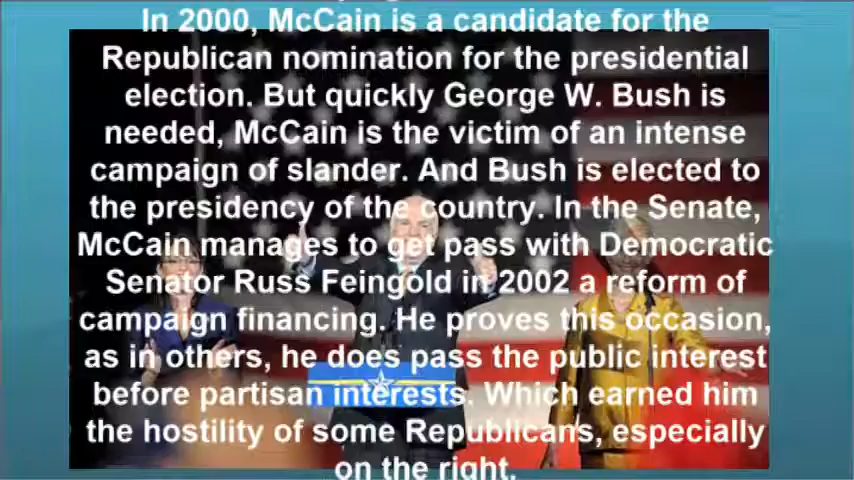 In 2000, McCain is a candidate for the
Republican nomination for the presidential
election. But quickly George W. Bush is
needed, McCain is the victim of an intense
campaign of slander. And Bush is elected to
the presidency of the country. In the Senate,
McCain manages to get pass with Democratic
Senator Russ Feingold in 2002 a reform of
campaign financing. He proves this occasion,
as in others, he does pass the public interest
before partisan interests. Which earned him
the hostility of some Republicans, especially
on the right.